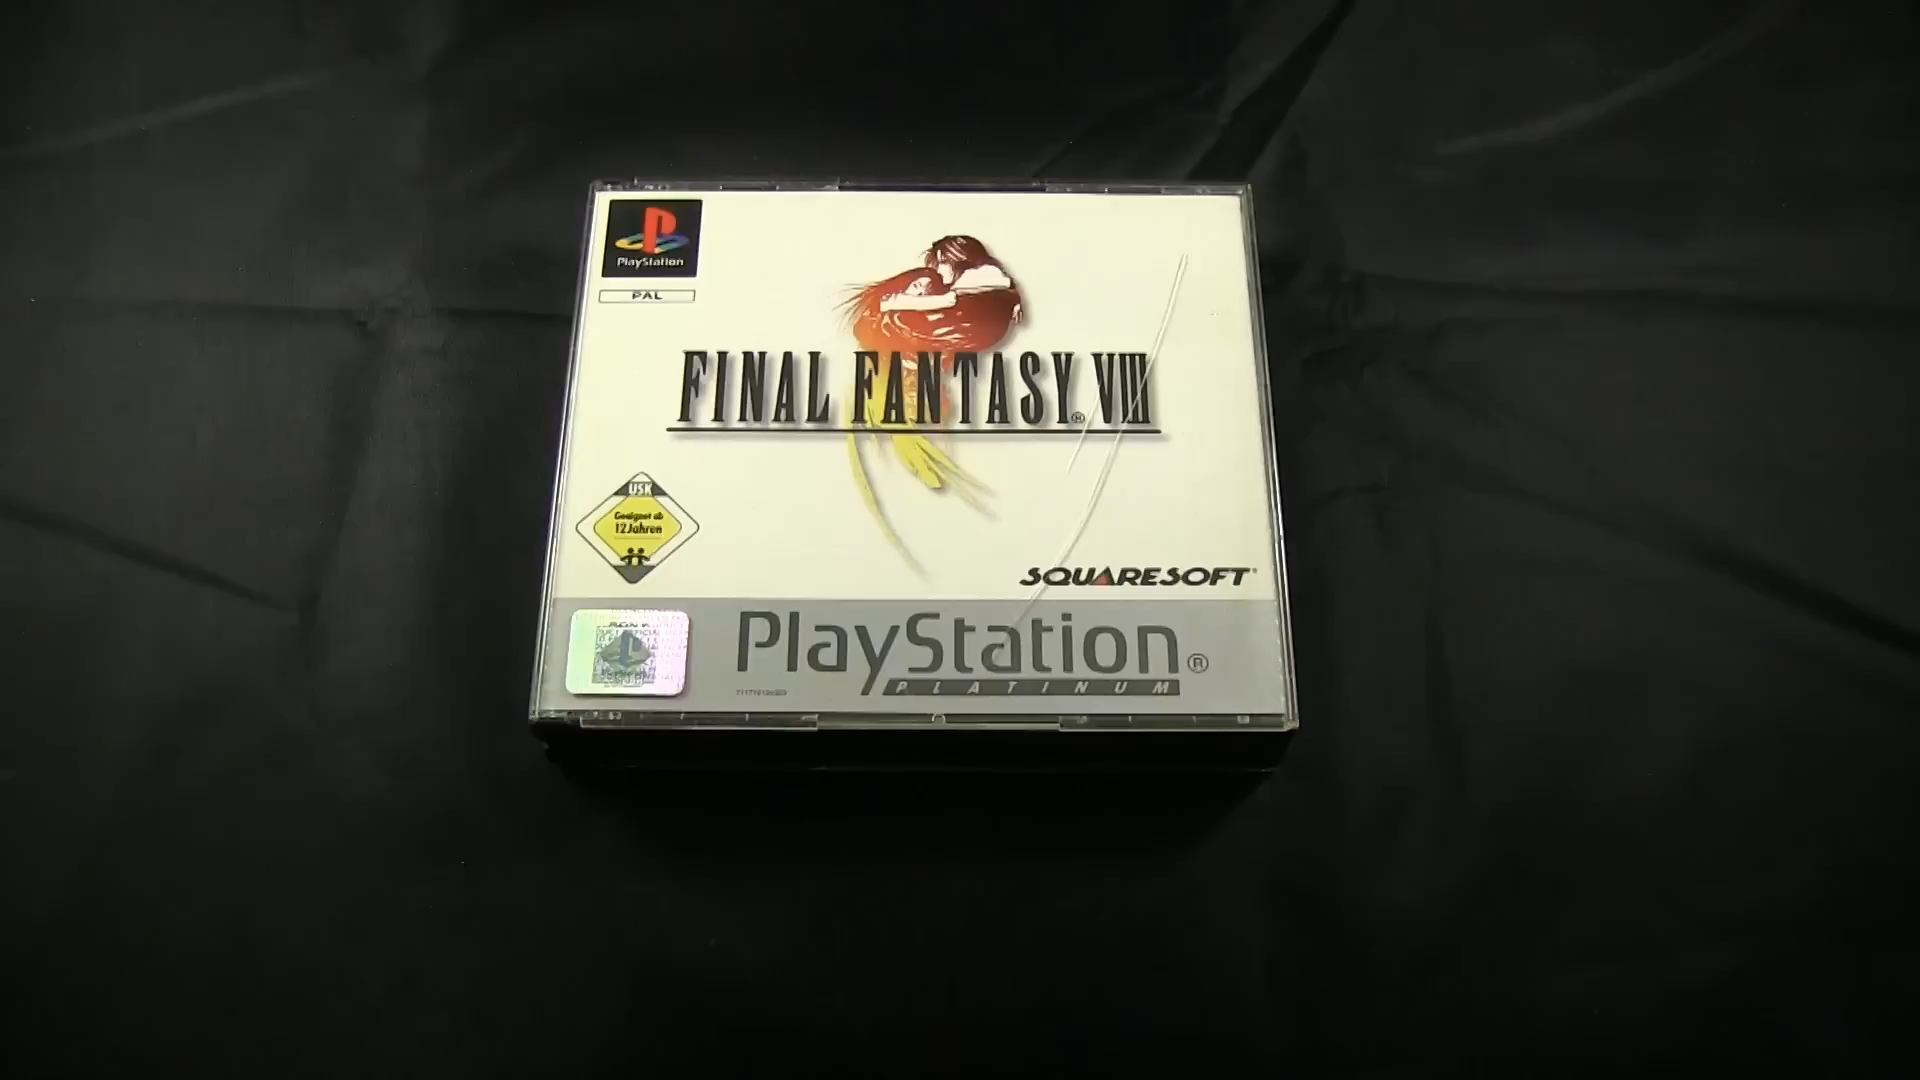 PlayStation
PAL
FINAL FANTASY® VIII
USK
Geeignet ab
12 Jahren
SQUARESOFT
PlayStation®
PLATINUM